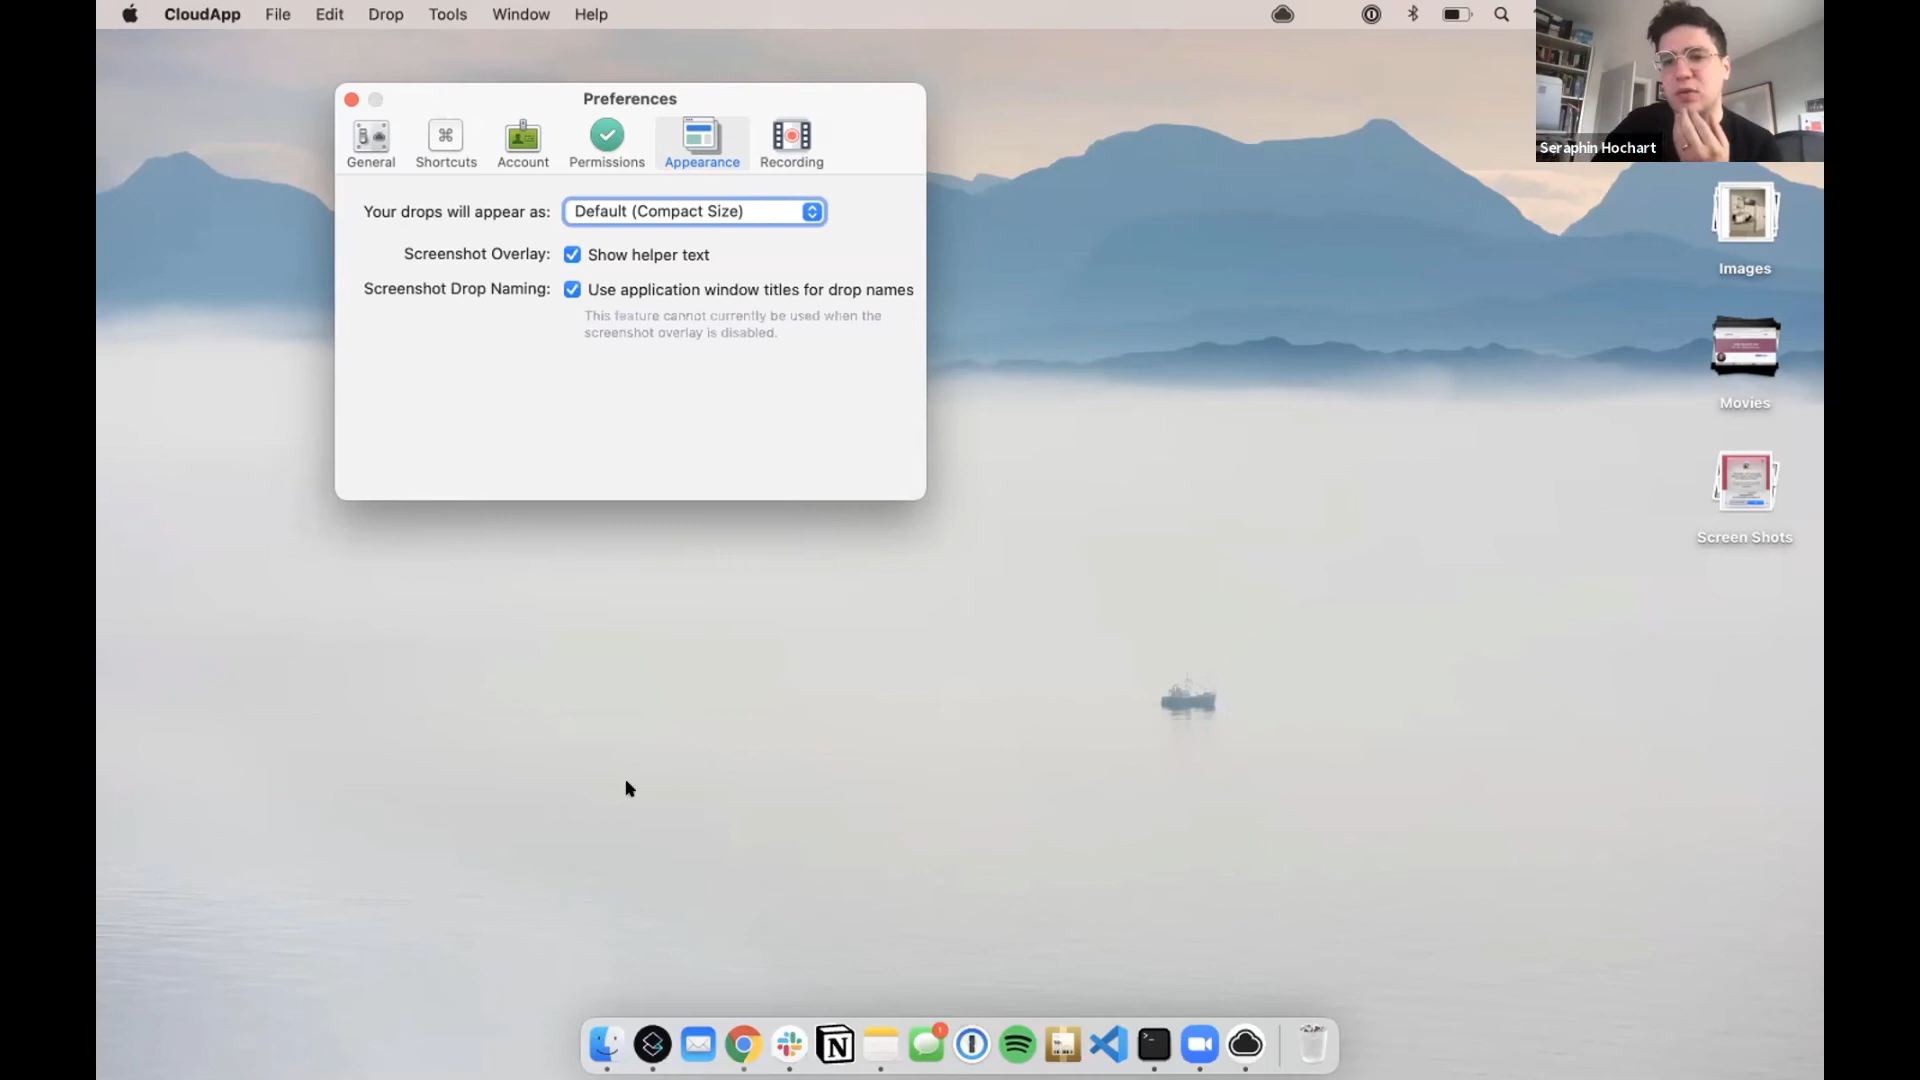 CloudApp File Edit Drop Tools Window Help
Seraphin Hochart
Preferences
General Shortcuts Account Permissions Appearance Recording
Your drops will appear as: Default (Compact Size)
Screenshot Overlay: Show helper text
Screenshot Drop Naming: Use application window titles for drop names
This feature cannot currently be used when the
screenshot overlay is disabled.
Images
Movies
Screen Shots
1